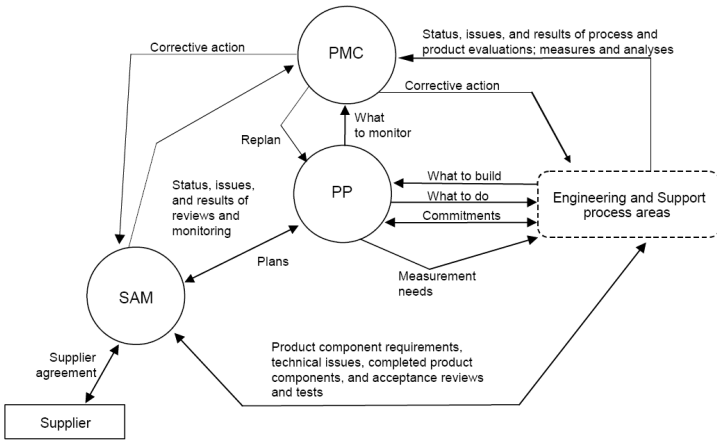 Corrective action
PMC
Status, issues, and results of process and
product evaluations; measures and analyses
Corrective action
What
to monitor
Replan
Status, issues,
and results of
reviews and
monitoring
PP
What to build
What to do
Commitments
Engineering and Support
process areas
Plans
Measurement
needs
SAM
Supplier
agreement
Product component requirements,
technical issues, completed product
components, and acceptance reviews
and tests
Supplier